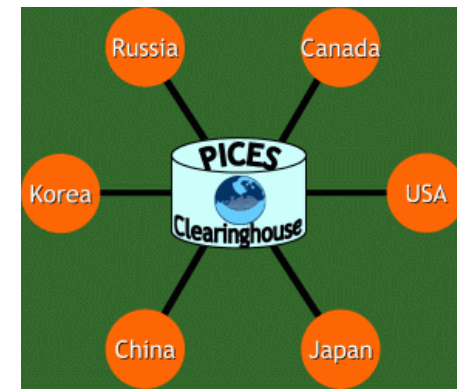 Russia
Canada
PICES
Korea
USA
Clearinghouse
China
Japan